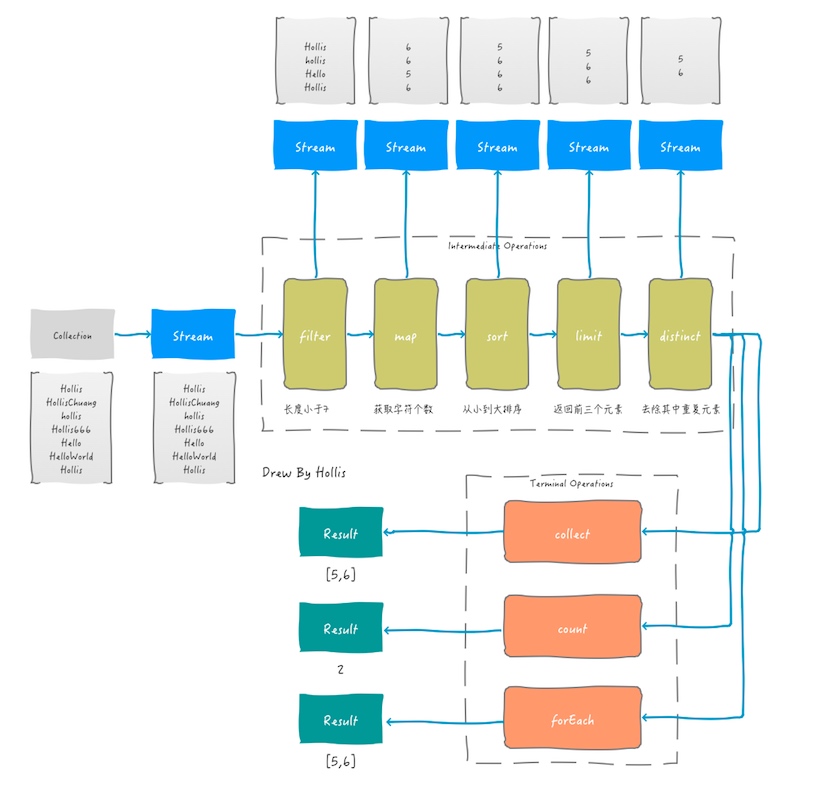 Hollis
hollis
Hello
Hollis
6
6
5
6
5
6
6
6
5
6
6
5
6
Stream
Stream
Stream
Stream
Stream
Intermediate Operations
Collection
Stream
filter
map
sort
limit
distinct
长度小于7
获取字符个数
从小到大排序
返回前三个元素
去除其中重复元素
Hollis
HollisChuang
hollis
Hollis666
Hello
HelloWorld
Hollis
Hollis
HollisChuang
hollis
Hollis666
Hello
HelloWorld
Hollis
Drew By Hollis
Terminal Operations
Result
collect
[5,6]
Result
count
2
Result
forEach
[5,6]